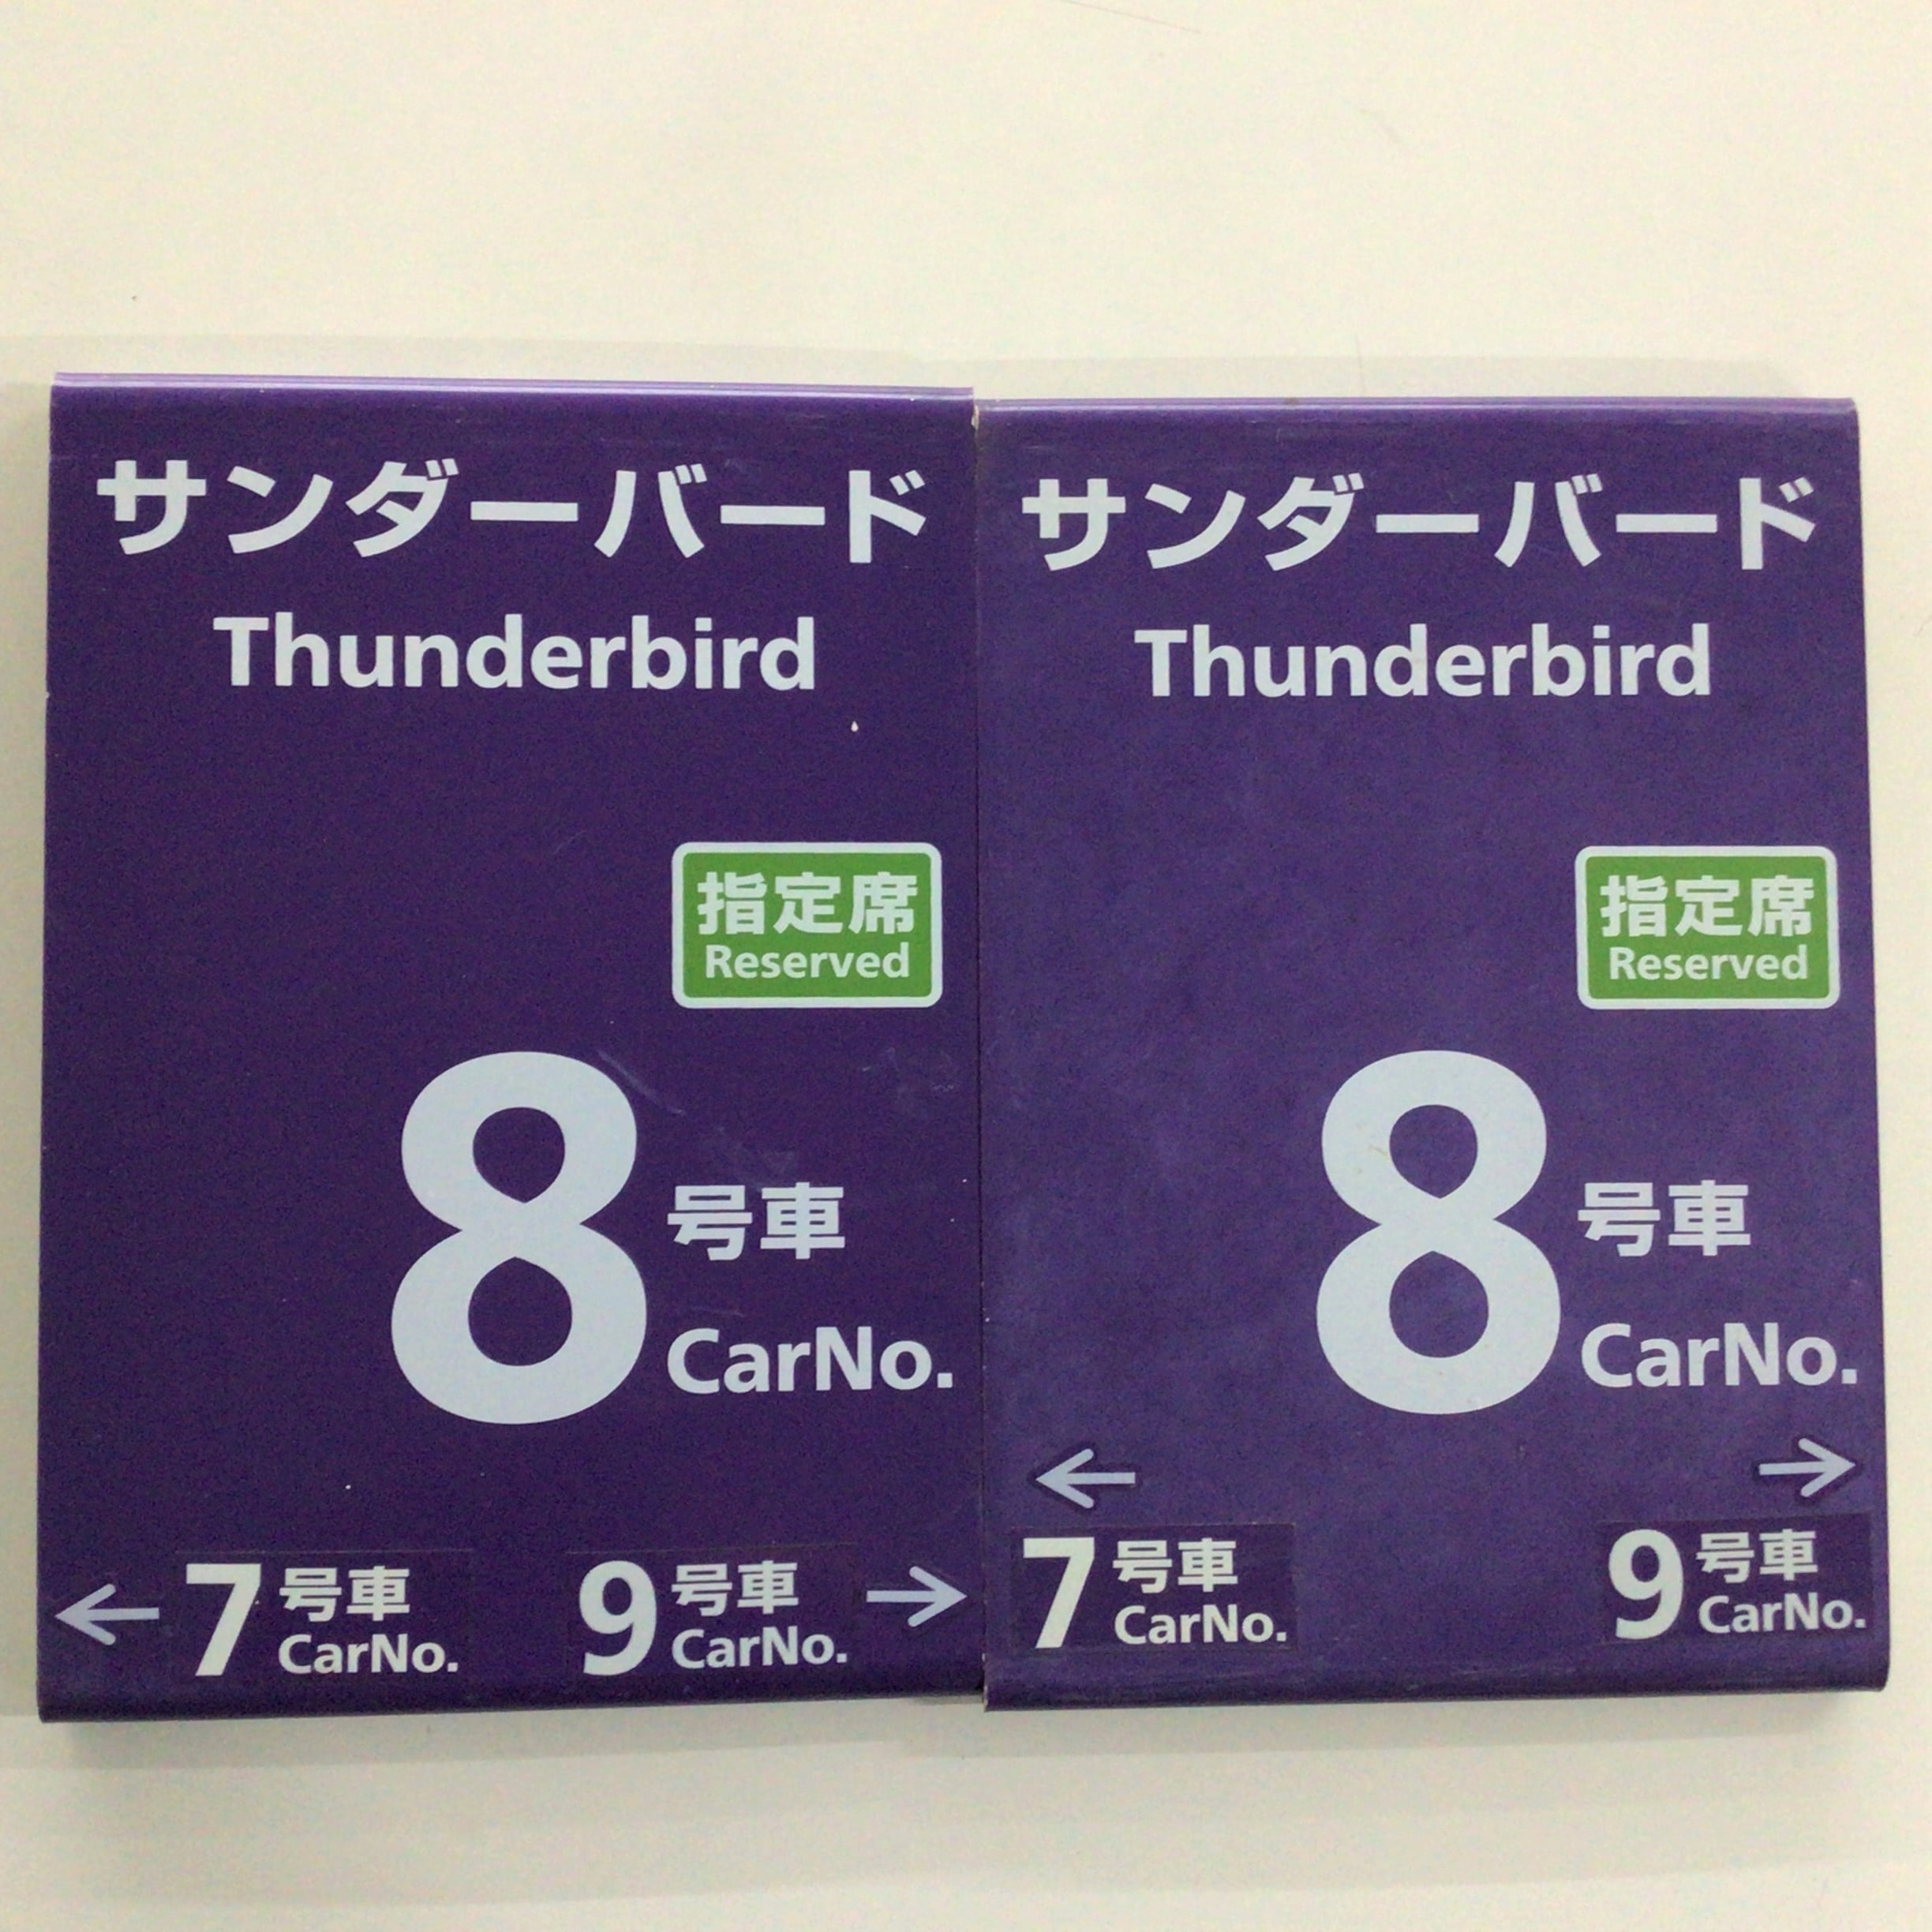 サンダーバード
Thunderbird
指定席
Reserved
8 号車
CarNo.
← 7 号車 CarNo. 9 号車 CarNo. →
サンダーバード
Thunderbird
指定席
Reserved
8 号車
CarNo.
← →
7 号車 CarNo. 9 号車 CarNo.